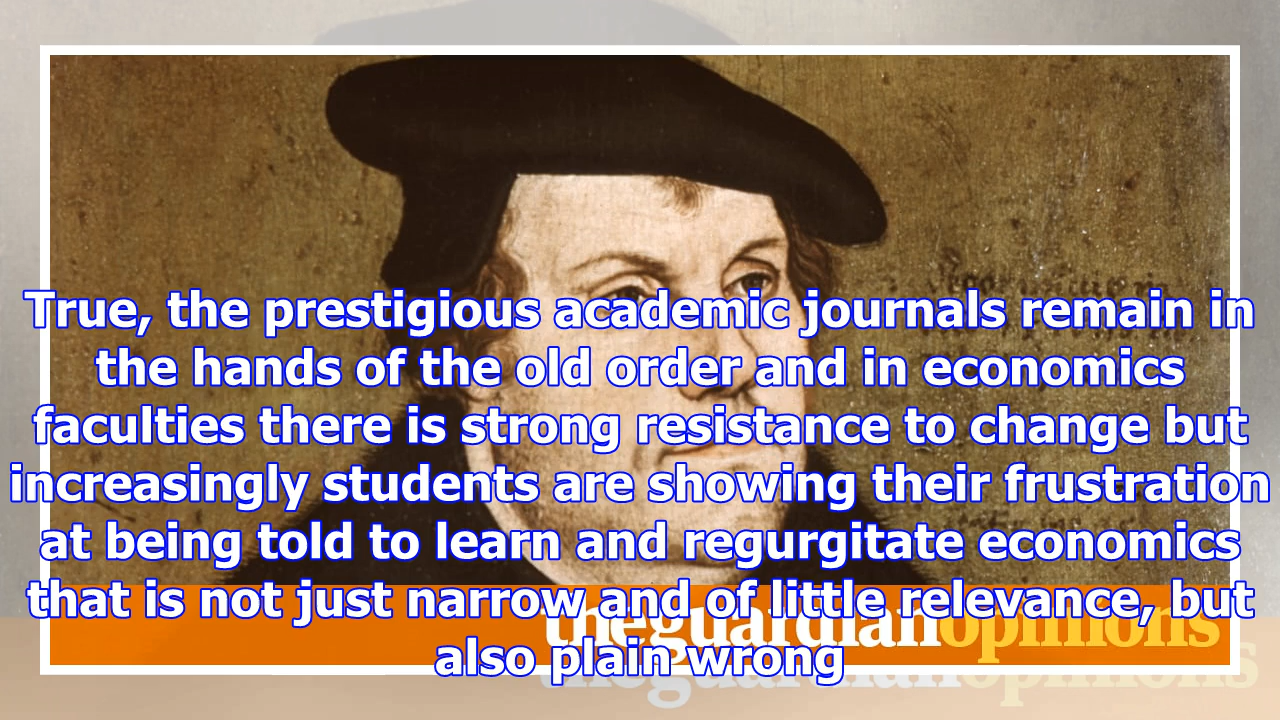 True, the prestigious academic journals remain in
the hands of the old order and in economics
faculties there is strong resistance to change but
increasingly students are showing their frustration
at being told to learn and regurgitate economics
that is not just narrow and of little relevance, but
also plain wrong
theguardianopinions
theguardianopinions